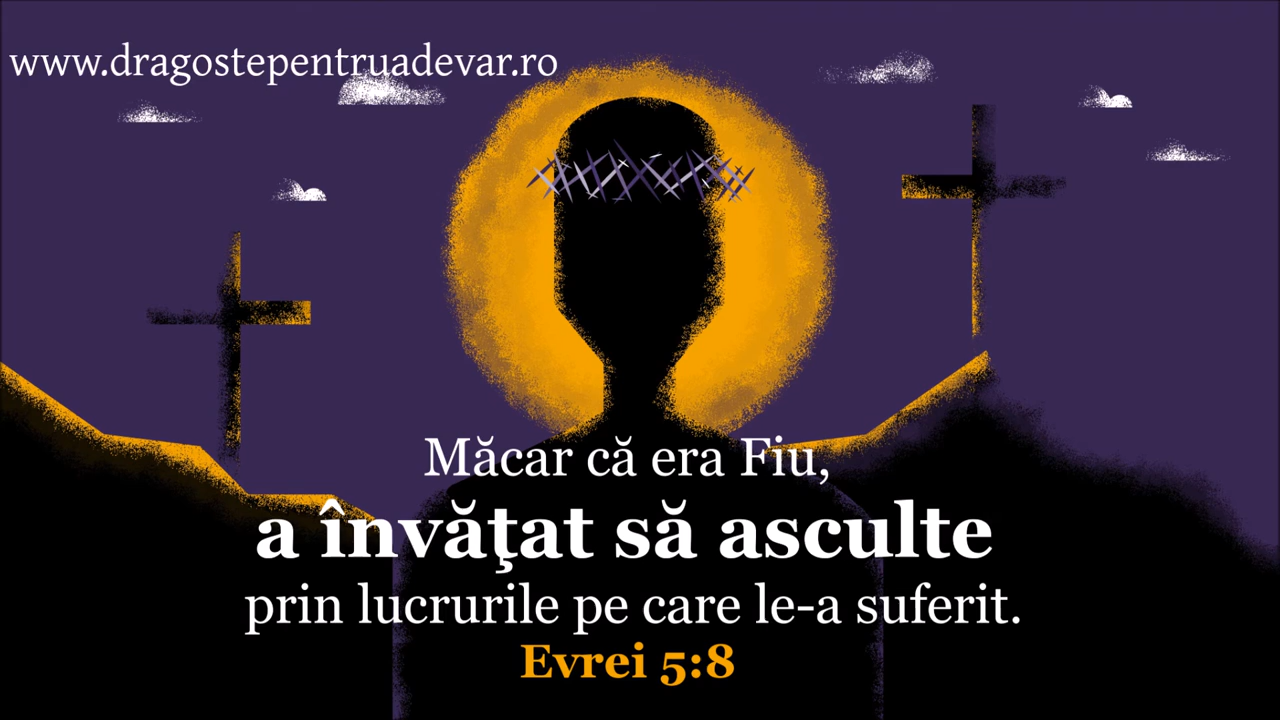 www.dragostepentruadevar.ro
Măcar că era Fiu,
a învăţat să asculte
prin lucrurile pe care le-a suferit.
Evrei 5:8